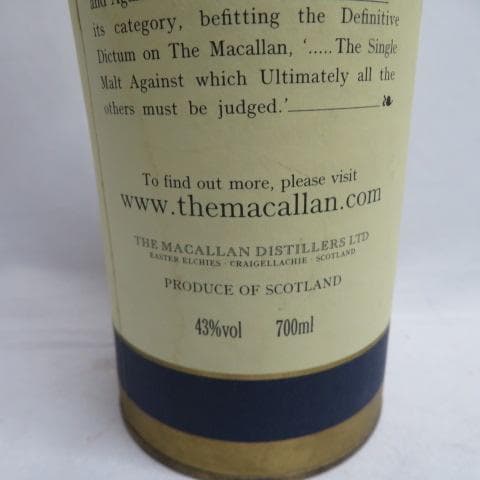 and Again
its category, befitting the Definitive
Dictum on The Macallan, '.....The Single
Malt Against which Ultimately all the
others must be judged.'
To find out more, please visit
www.themacallan.com
THE MACALLAN DISTILLERS LTD
EASTER ELCHIES · CRAIGELLACHIE · SCOTLAND
PRODUCE OF SCOTLAND
43%vol 700ml